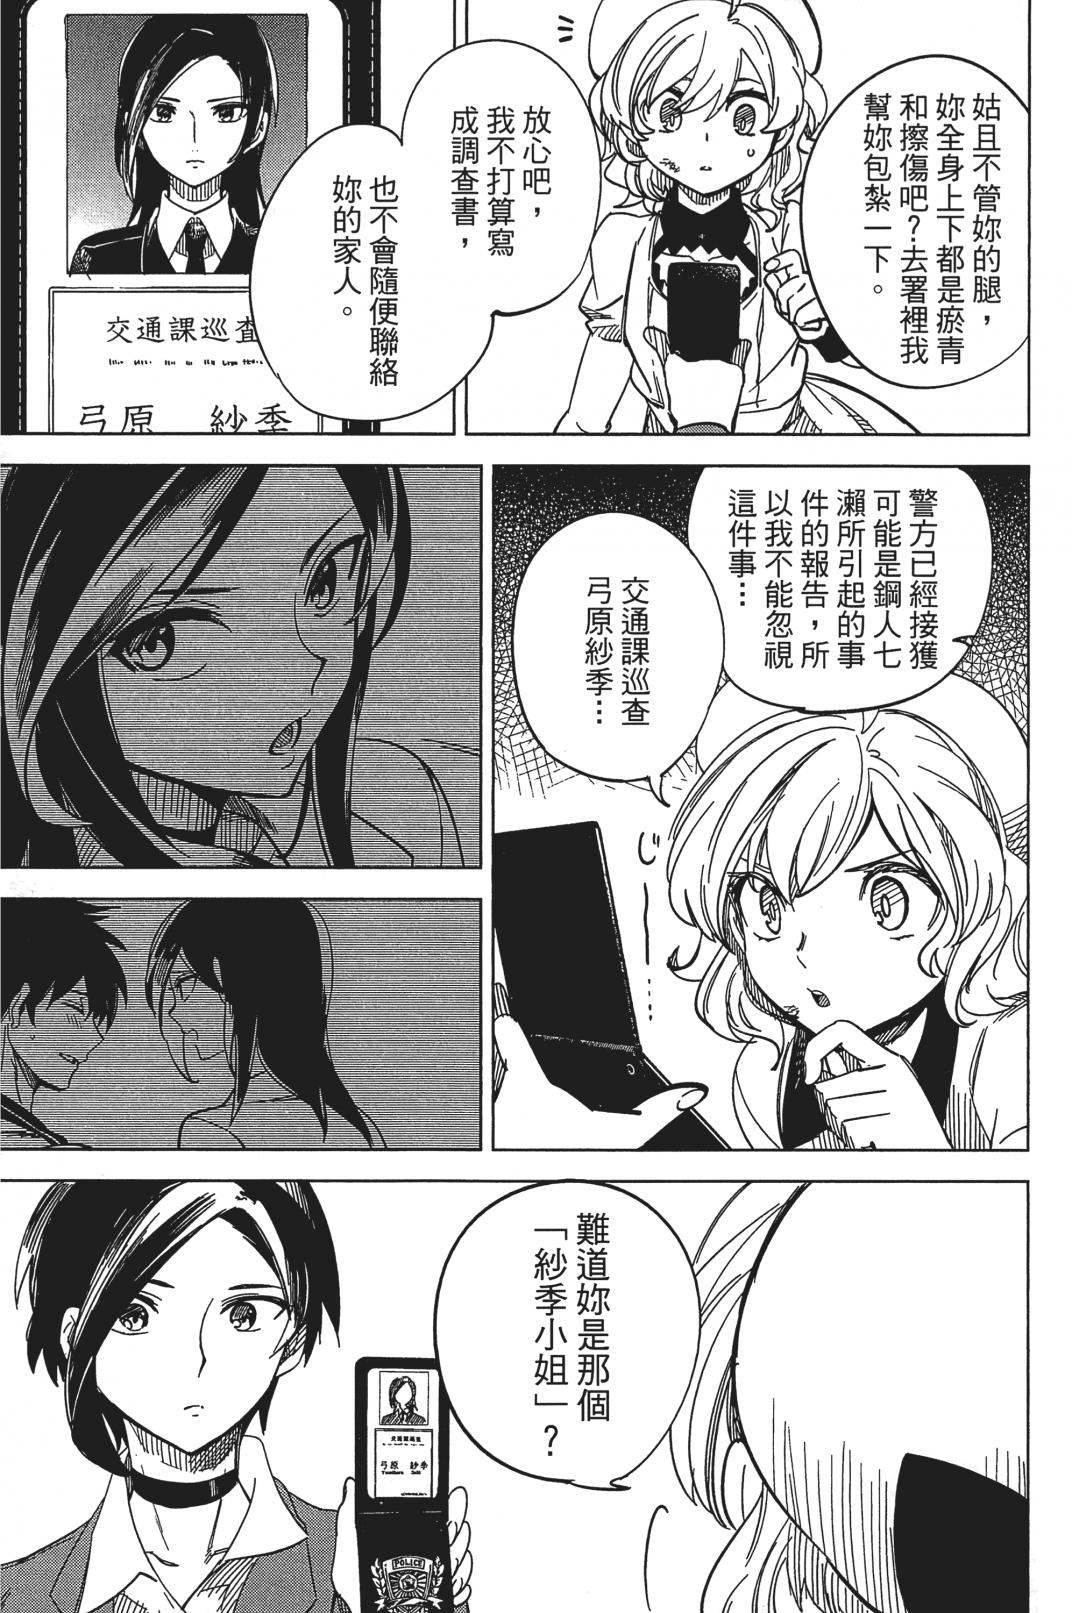 姑且不管妳的腿，
妳全身上下都是瘀青
和擦傷吧？去署裡我
幫妳包紮一下。
放心吧，
我不打算寫
成調查書，
也不會隨便聯絡
妳的家人。
交通課巡查
弓原 紗季
警方已經接獲
可能是鋼人七
瀨所引起的事
件的報告，所
以我不能忽視
這件事…
交通課巡查
弓原紗季…
じーっ…
難道妳是那個
「紗季小姐」？
交通課巡查
弓原 紗季
Yumihara Saki
POLICE